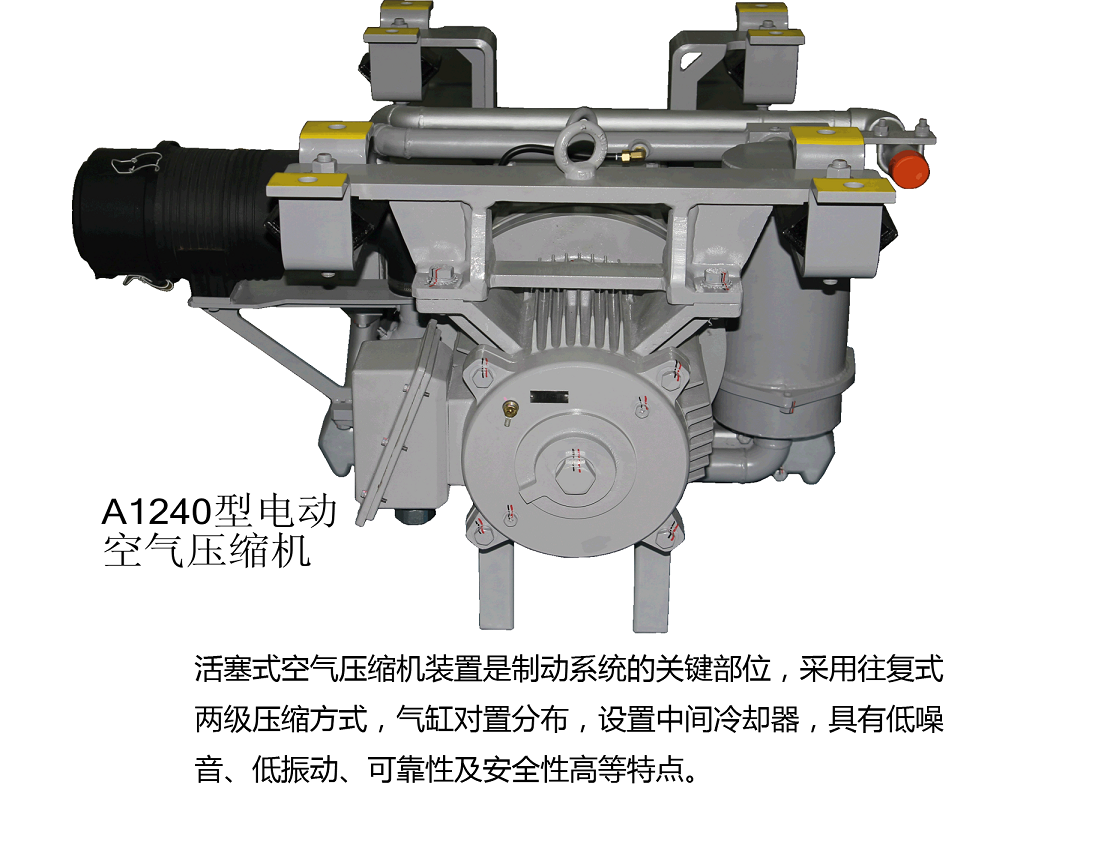 A1240型电动
空气压缩机
活塞式空气压缩机装置是制动系统的关键部位，采用往复式
两级压缩方式，气缸对置分布，设置中间冷却器，具有低噪
音、低振动、可靠性及安全性高等特点。